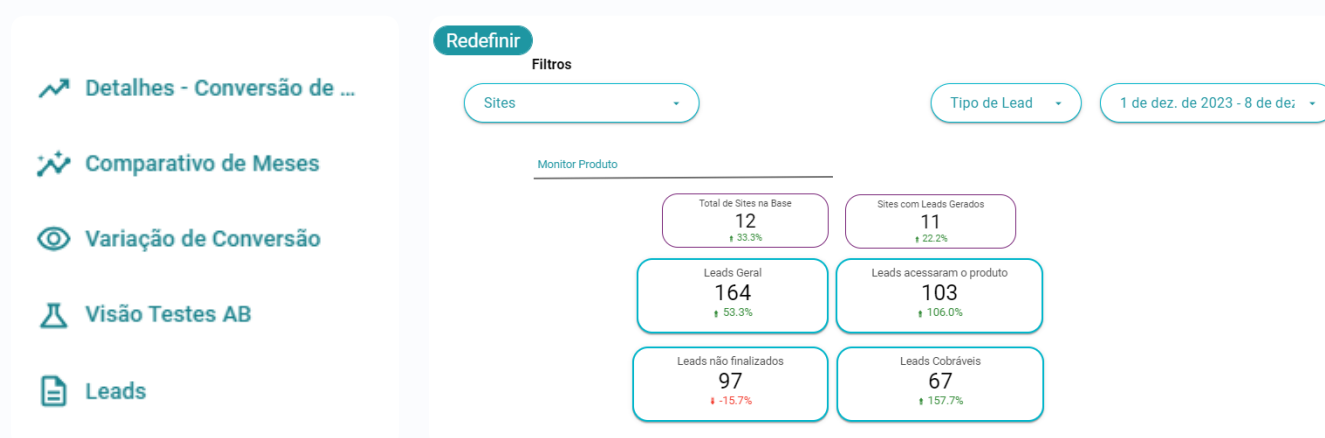 Detalhes - Conversão de ...
Comparativo de Meses
Variação de Conversão
Visão Testes AB
Leads
Redefinir
Filtros
Sites
Tipo de Lead
1 de dez. de 2023 - 8 de dez
Monitor Produto
Total de Sites na Base
12
33.3%
Sites com Leads Gerados
11
22.2%
Leads Geral
164
53.3%
Leads acessaram o produto
103
106.0%
Leads não finalizados
97
-15.7%
Leads Cobráveis
67
157.7%